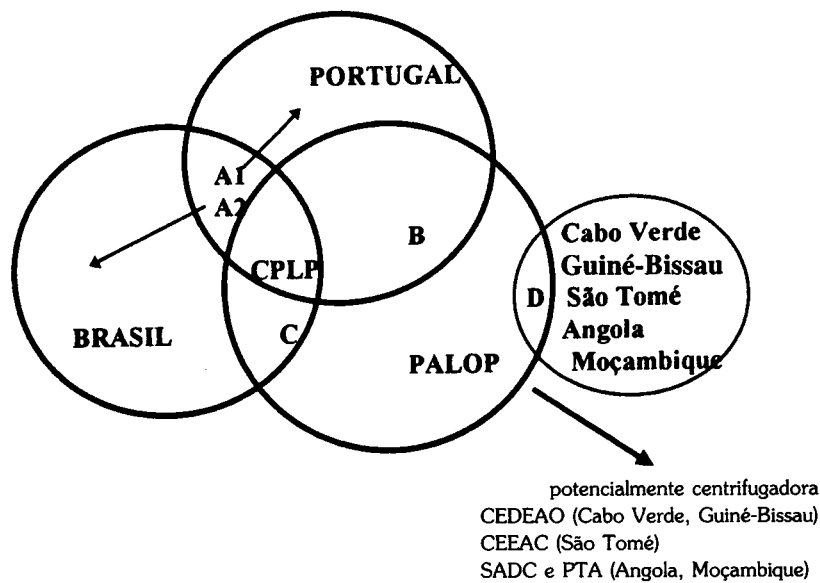 PORTUGAL
A1
A2
B
CPLP
BRASIL
C
PALOP
D
Cabo Verde
Guiné-Bissau
São Tomé
Angola
Moçambique
potencialmente centrifugadora
CEDEAO (Cabo Verde, Guiné-Bissau)
CEEAC (São Tomé)
SADC e PTA (Angola, Moçambique)